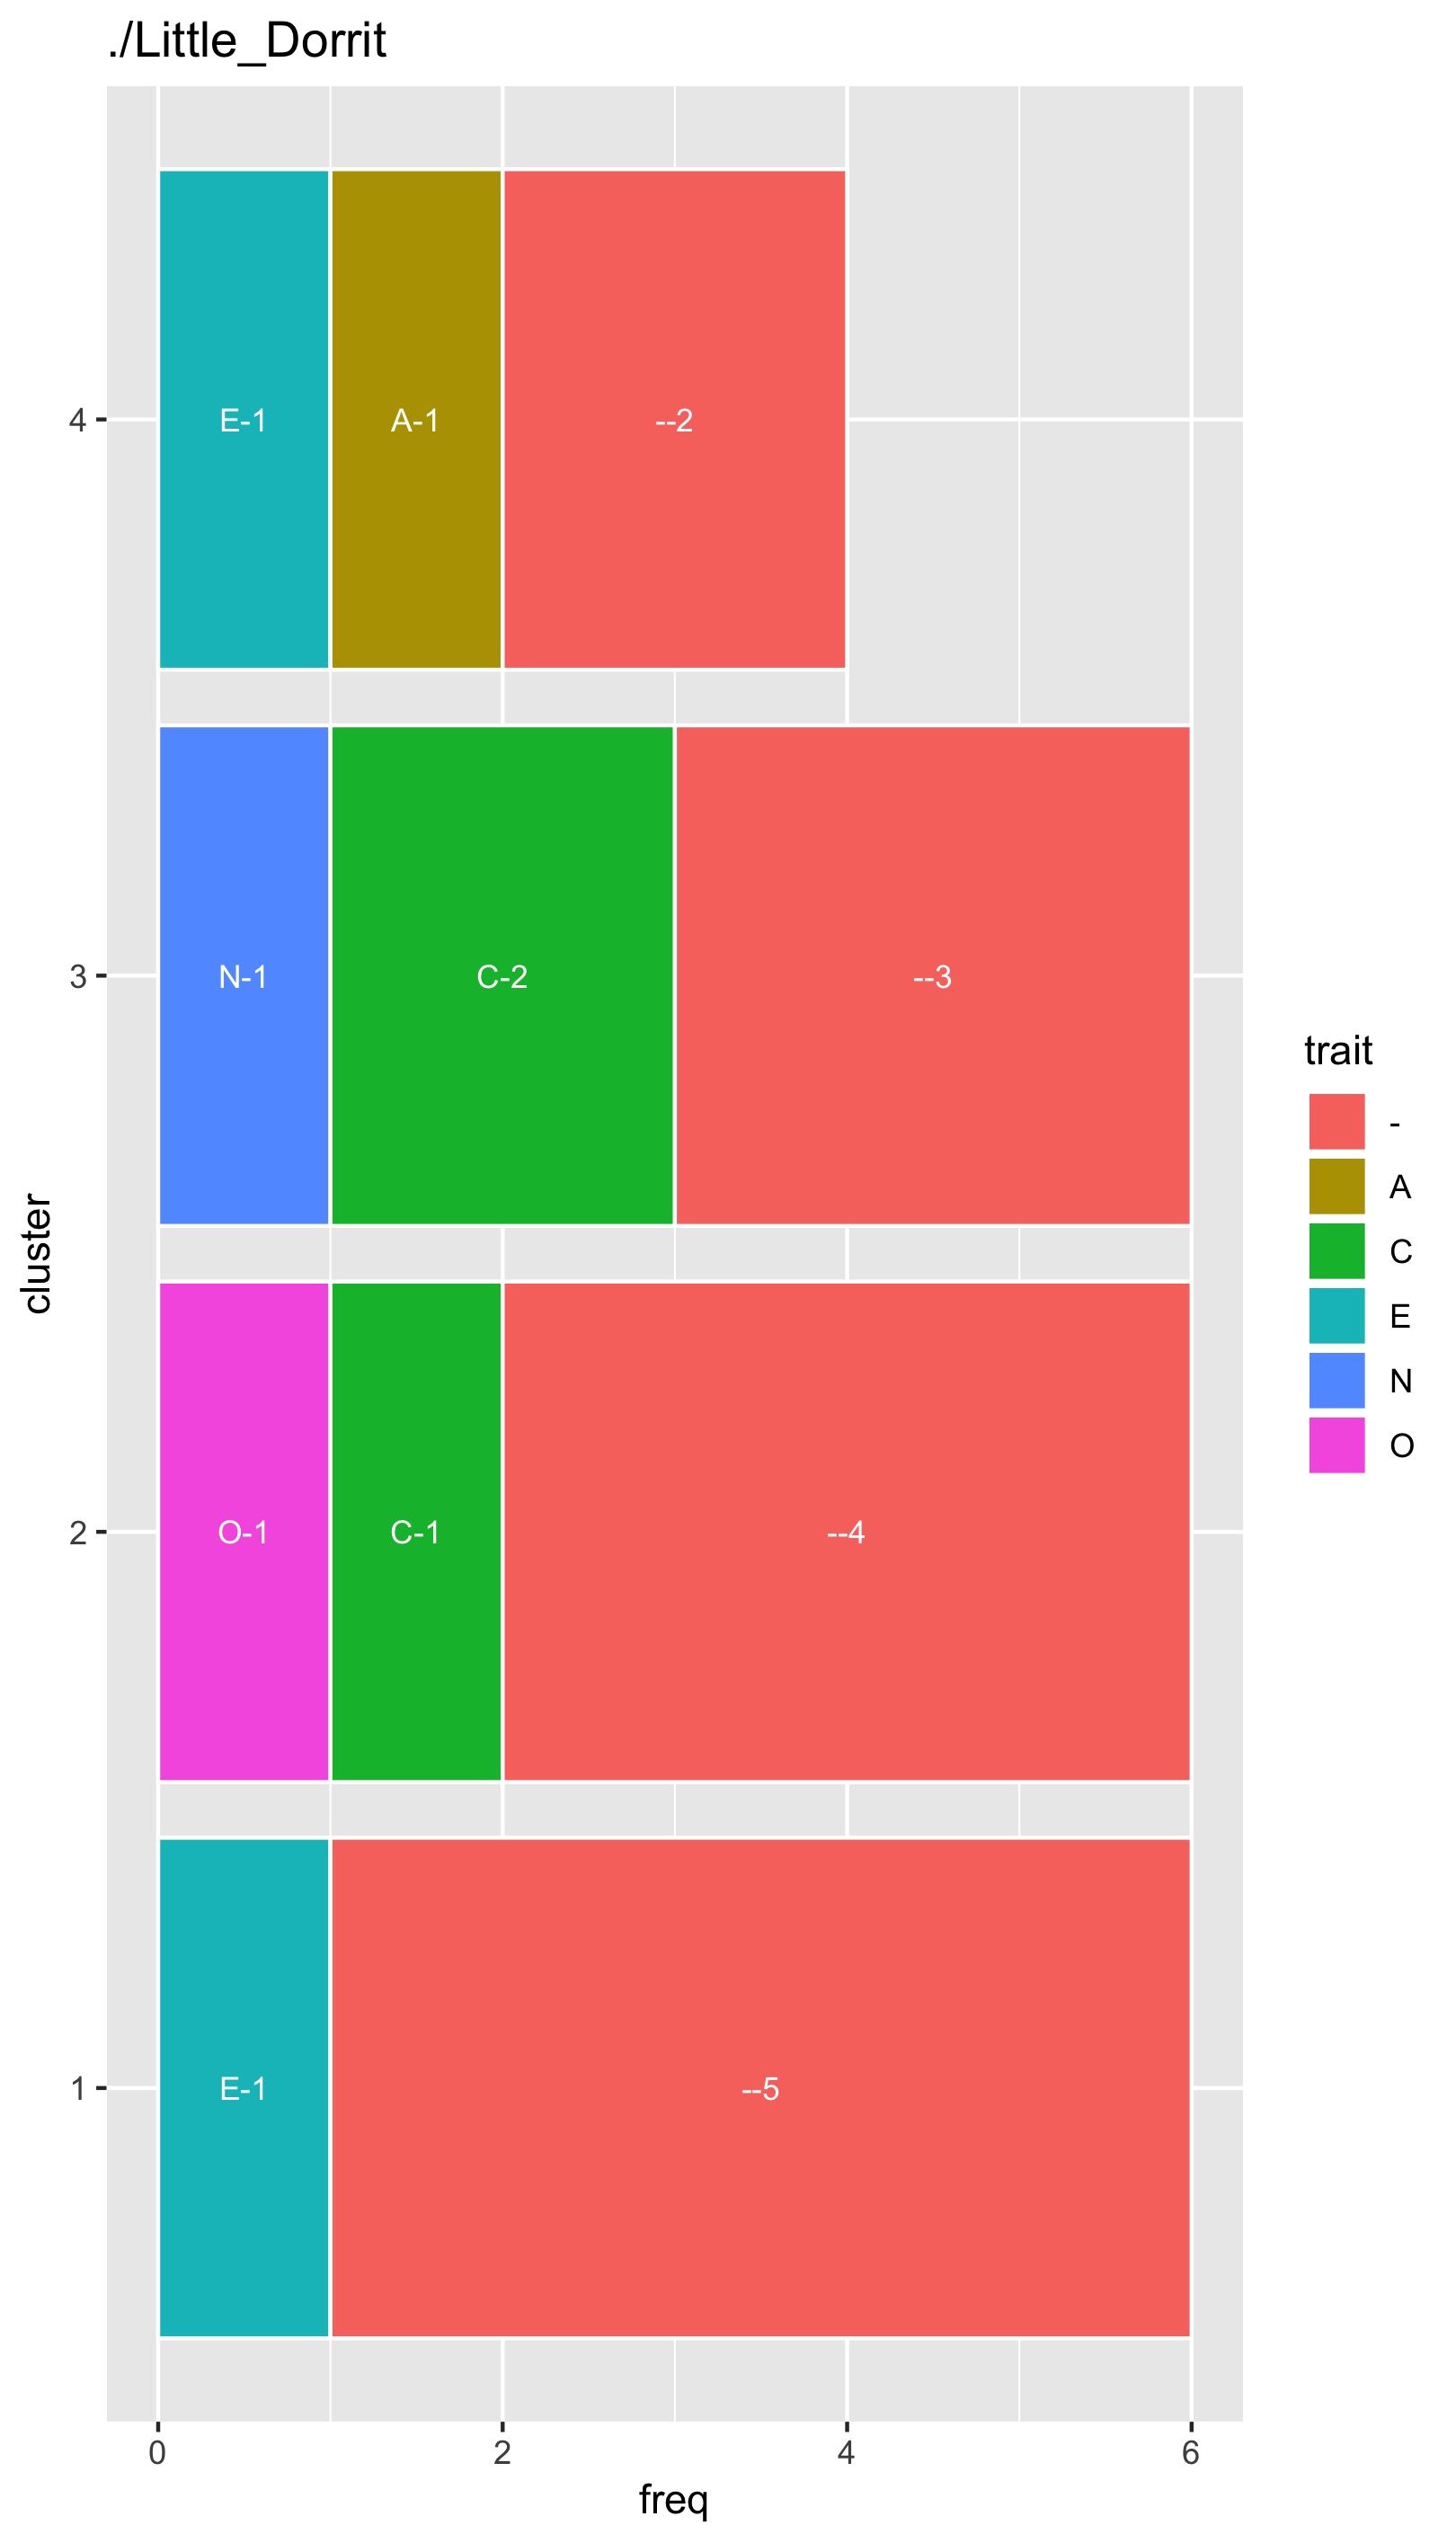 ./Little_Dorrit
4
E-1
A-1
--2
3
N-1
C-2
--3
2
O-1
C-1
--4
1
E-1
--5
cluster
0
2
4
6
freq
trait
-
A
C
E
N
O